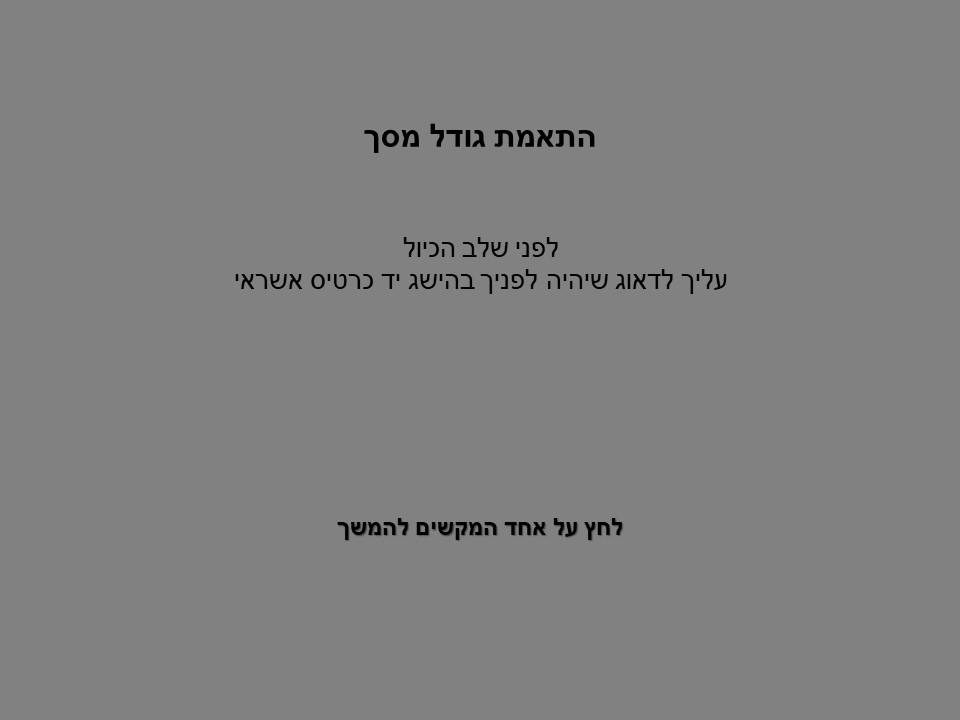 התאמת גודל מסך
לפני שלב הכיול
עליך לדאוג שיהיה לפניך בהישג יד כרטיס אשראי
לחץ על אחד המקשים להמשך